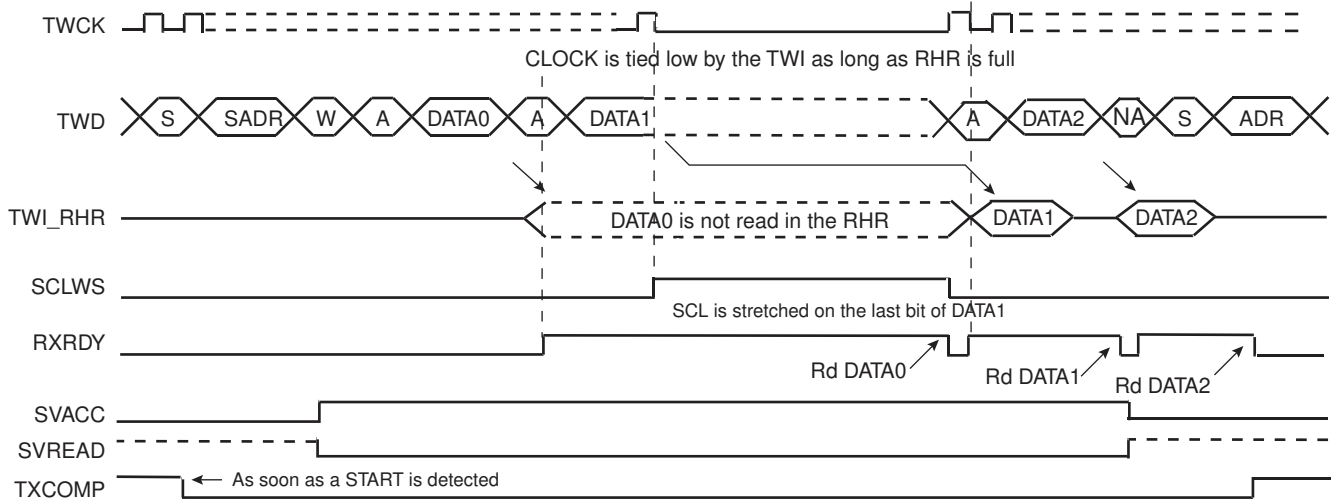 TWCK
CLOCK is tied low by the TWI as long as RHR is full
TWD S SADR W A DATA0 A DATA1 A DATA2 NA S ADR
TWI_RHR DATA0 is not read in the RHR DATA1 DATA2
SCLWS
SCL is stretched on the last bit of DATA1
RXRDY
Rd DATA0 Rd DATA1 Rd DATA2
SVACC
SVREAD
TXCOMP As soon as a START is detected